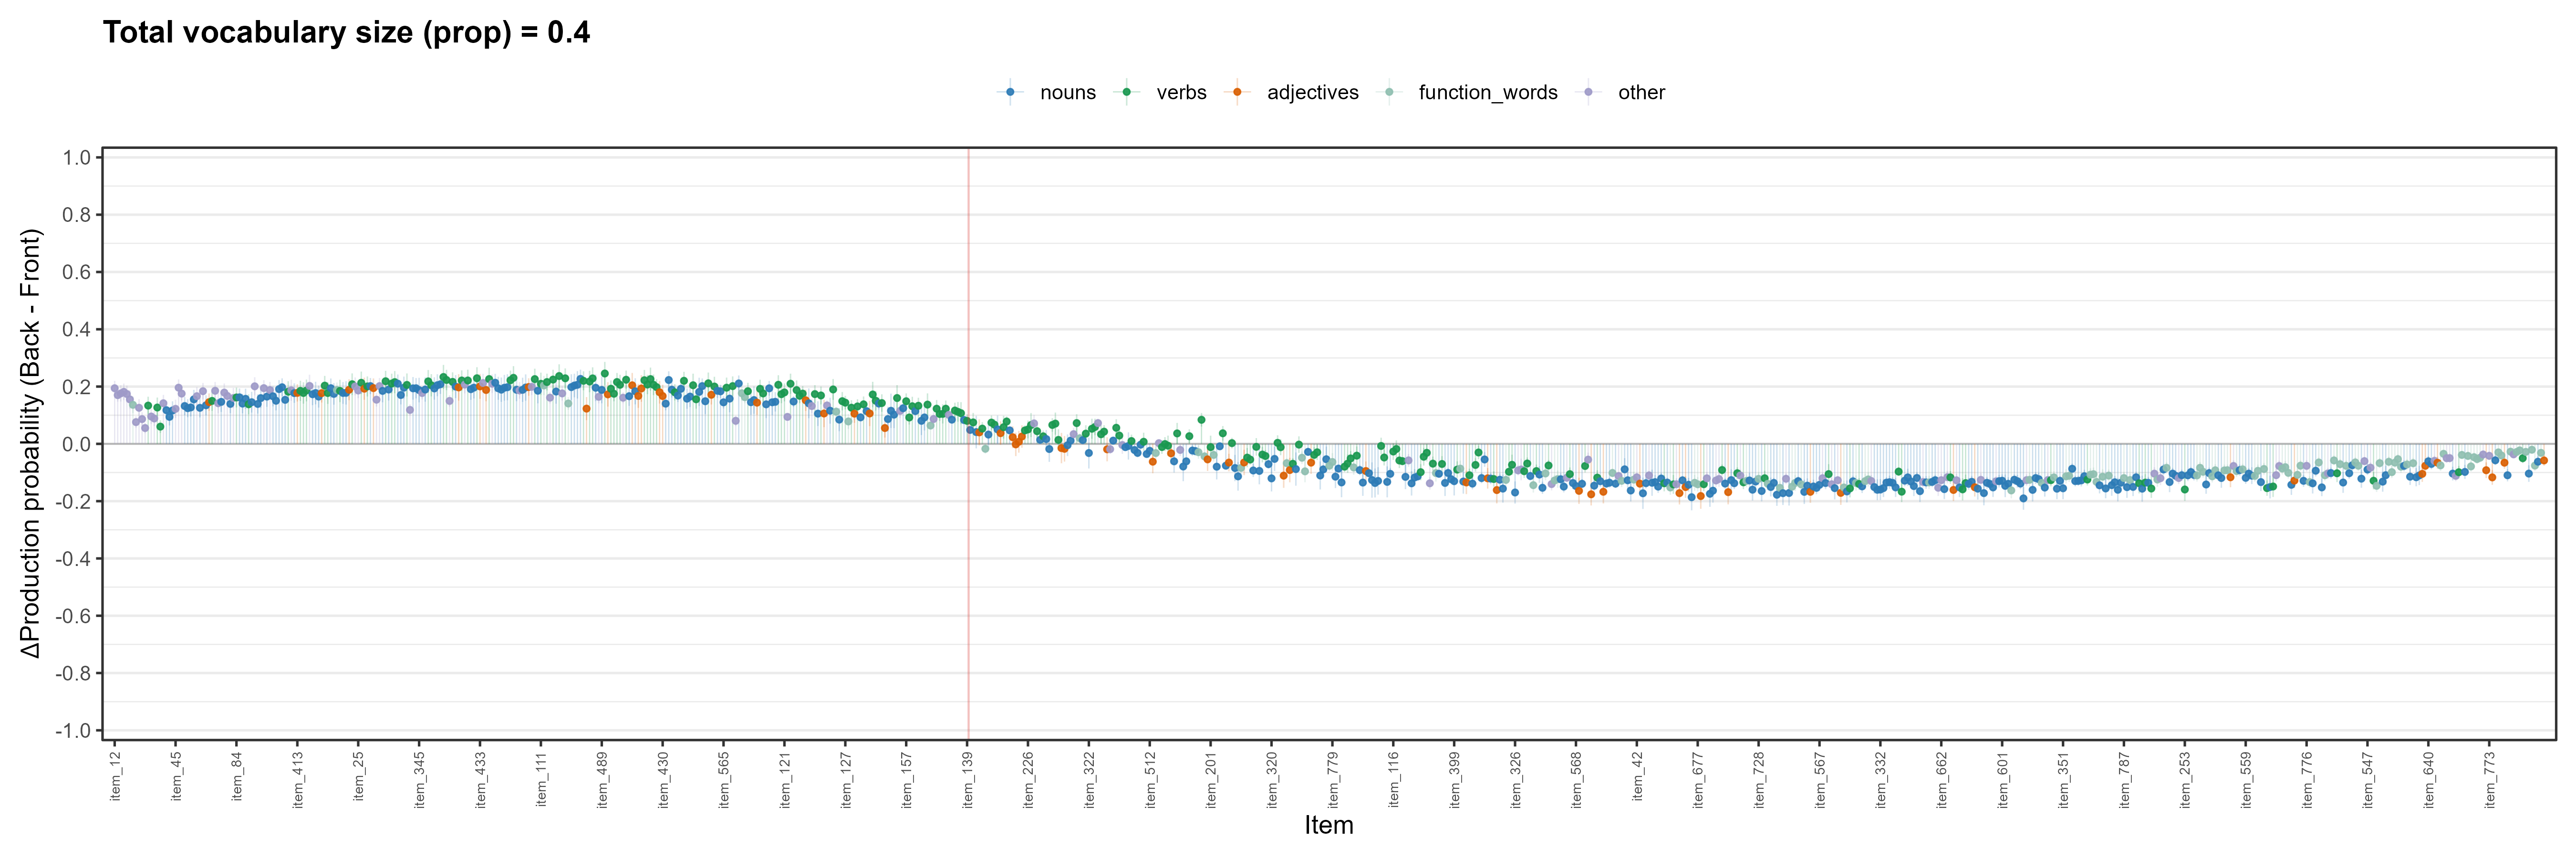 Total vocabulary size (prop) = 0.4
nouns verbs adjectives function_words other
ΔProduction probability (Back - Front)
1.0
0.8
0.6
0.4
0.2
0.0
-0.2
-0.4
-0.6
-0.8
-1.0
item_12 item_45 item_84 item_413 item_25 item_345 item_433 item_111 item_489 item_430 item_565 item_121 item_127 item_157 item_139 item_226 item_322 item_512 item_201 item_320 item_779 item_116 item_399 item_326 item_568 item_42 item_677 item_728 item_567 item_332 item_662 item_601 item_351 item_787 item_253 item_559 item_776 item_547 item_640 item_773
Item